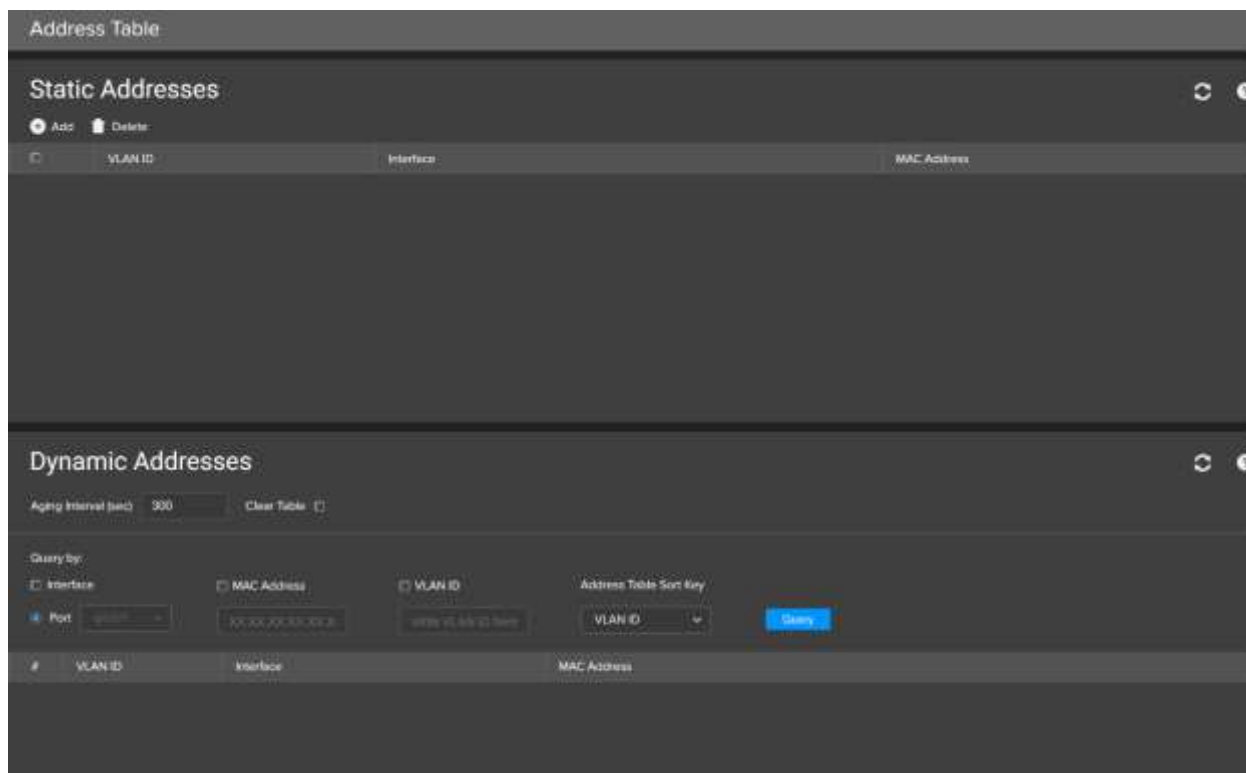 Address Table
Static Addresses
Add Delete
VLAN ID Interface MAC Address
Dynamic Addresses
Aging Interval (sec) 300 Clear Table
Query by:
Interface MAC Address VLAN ID Address Table Sort Key
Port VLAN ID Query
# VLAN ID Interface MAC Address